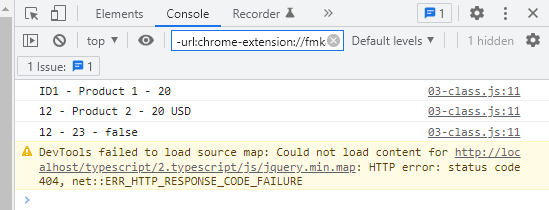 Elements Console Recorder 1
top -url:chrome-extension://fmk Default levels 1 hidden
1 Issue: 1
ID1 - Product 1 - 20 03-class.js:11
12 - Product 2 - 20 USD 03-class.js:11
12 - 23 - false 03-class.js:11
DevTools failed to load source map: Could not load content for http://loc
alhost/typescript/2.typescript/js/jquery.min.map: HTTP error: status code
404, net::ERR_HTTP_RESPONSE_CODE_FAILURE